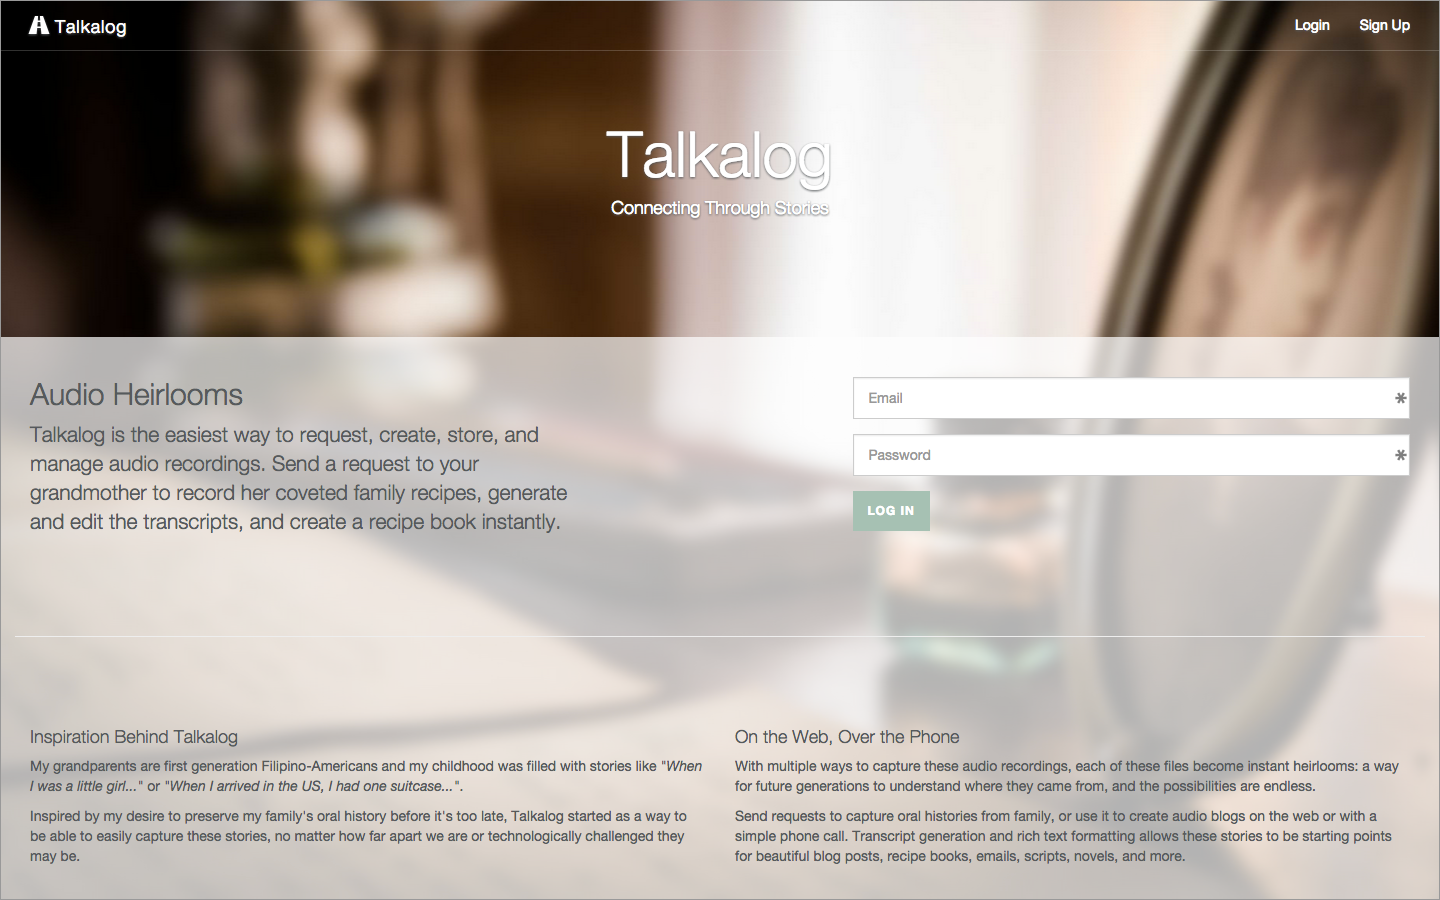 Talkalog
Login
Sign Up
Talkalog
Connecting Through Stories
Audio Heirlooms
Talkalog is the easiest way to request, create, store, and
manage audio recordings. Send a request to your
grandmother to record her coveted family recipes, generate
and edit the transcripts, and create a recipe book instantly.
Email
Password
LOG IN
Inspiration Behind Talkalog
My grandparents are first generation Filipino-Americans and my childhood was filled with stories like "When
I was a little girl..." or "When I arrived in the US, I had one suitcase...".
Inspired by my desire to preserve my family's oral history before it's too late, Talkalog started as a way to
be able to easily capture these stories, no matter how far apart we are or technologically challenged they
may be.
On the Web, Over the Phone
With multiple ways to capture these audio recordings, each of these files become instant heirlooms: a way
for future generations to understand where they came from, and the possibilities are endless.
Send requests to capture oral histories from family, or use it to create audio blogs on the web or with a
simple phone call. Transcript generation and rich text formatting allows these stories to be starting points
for beautiful blog posts, recipe books, emails, scripts, novels, and more.